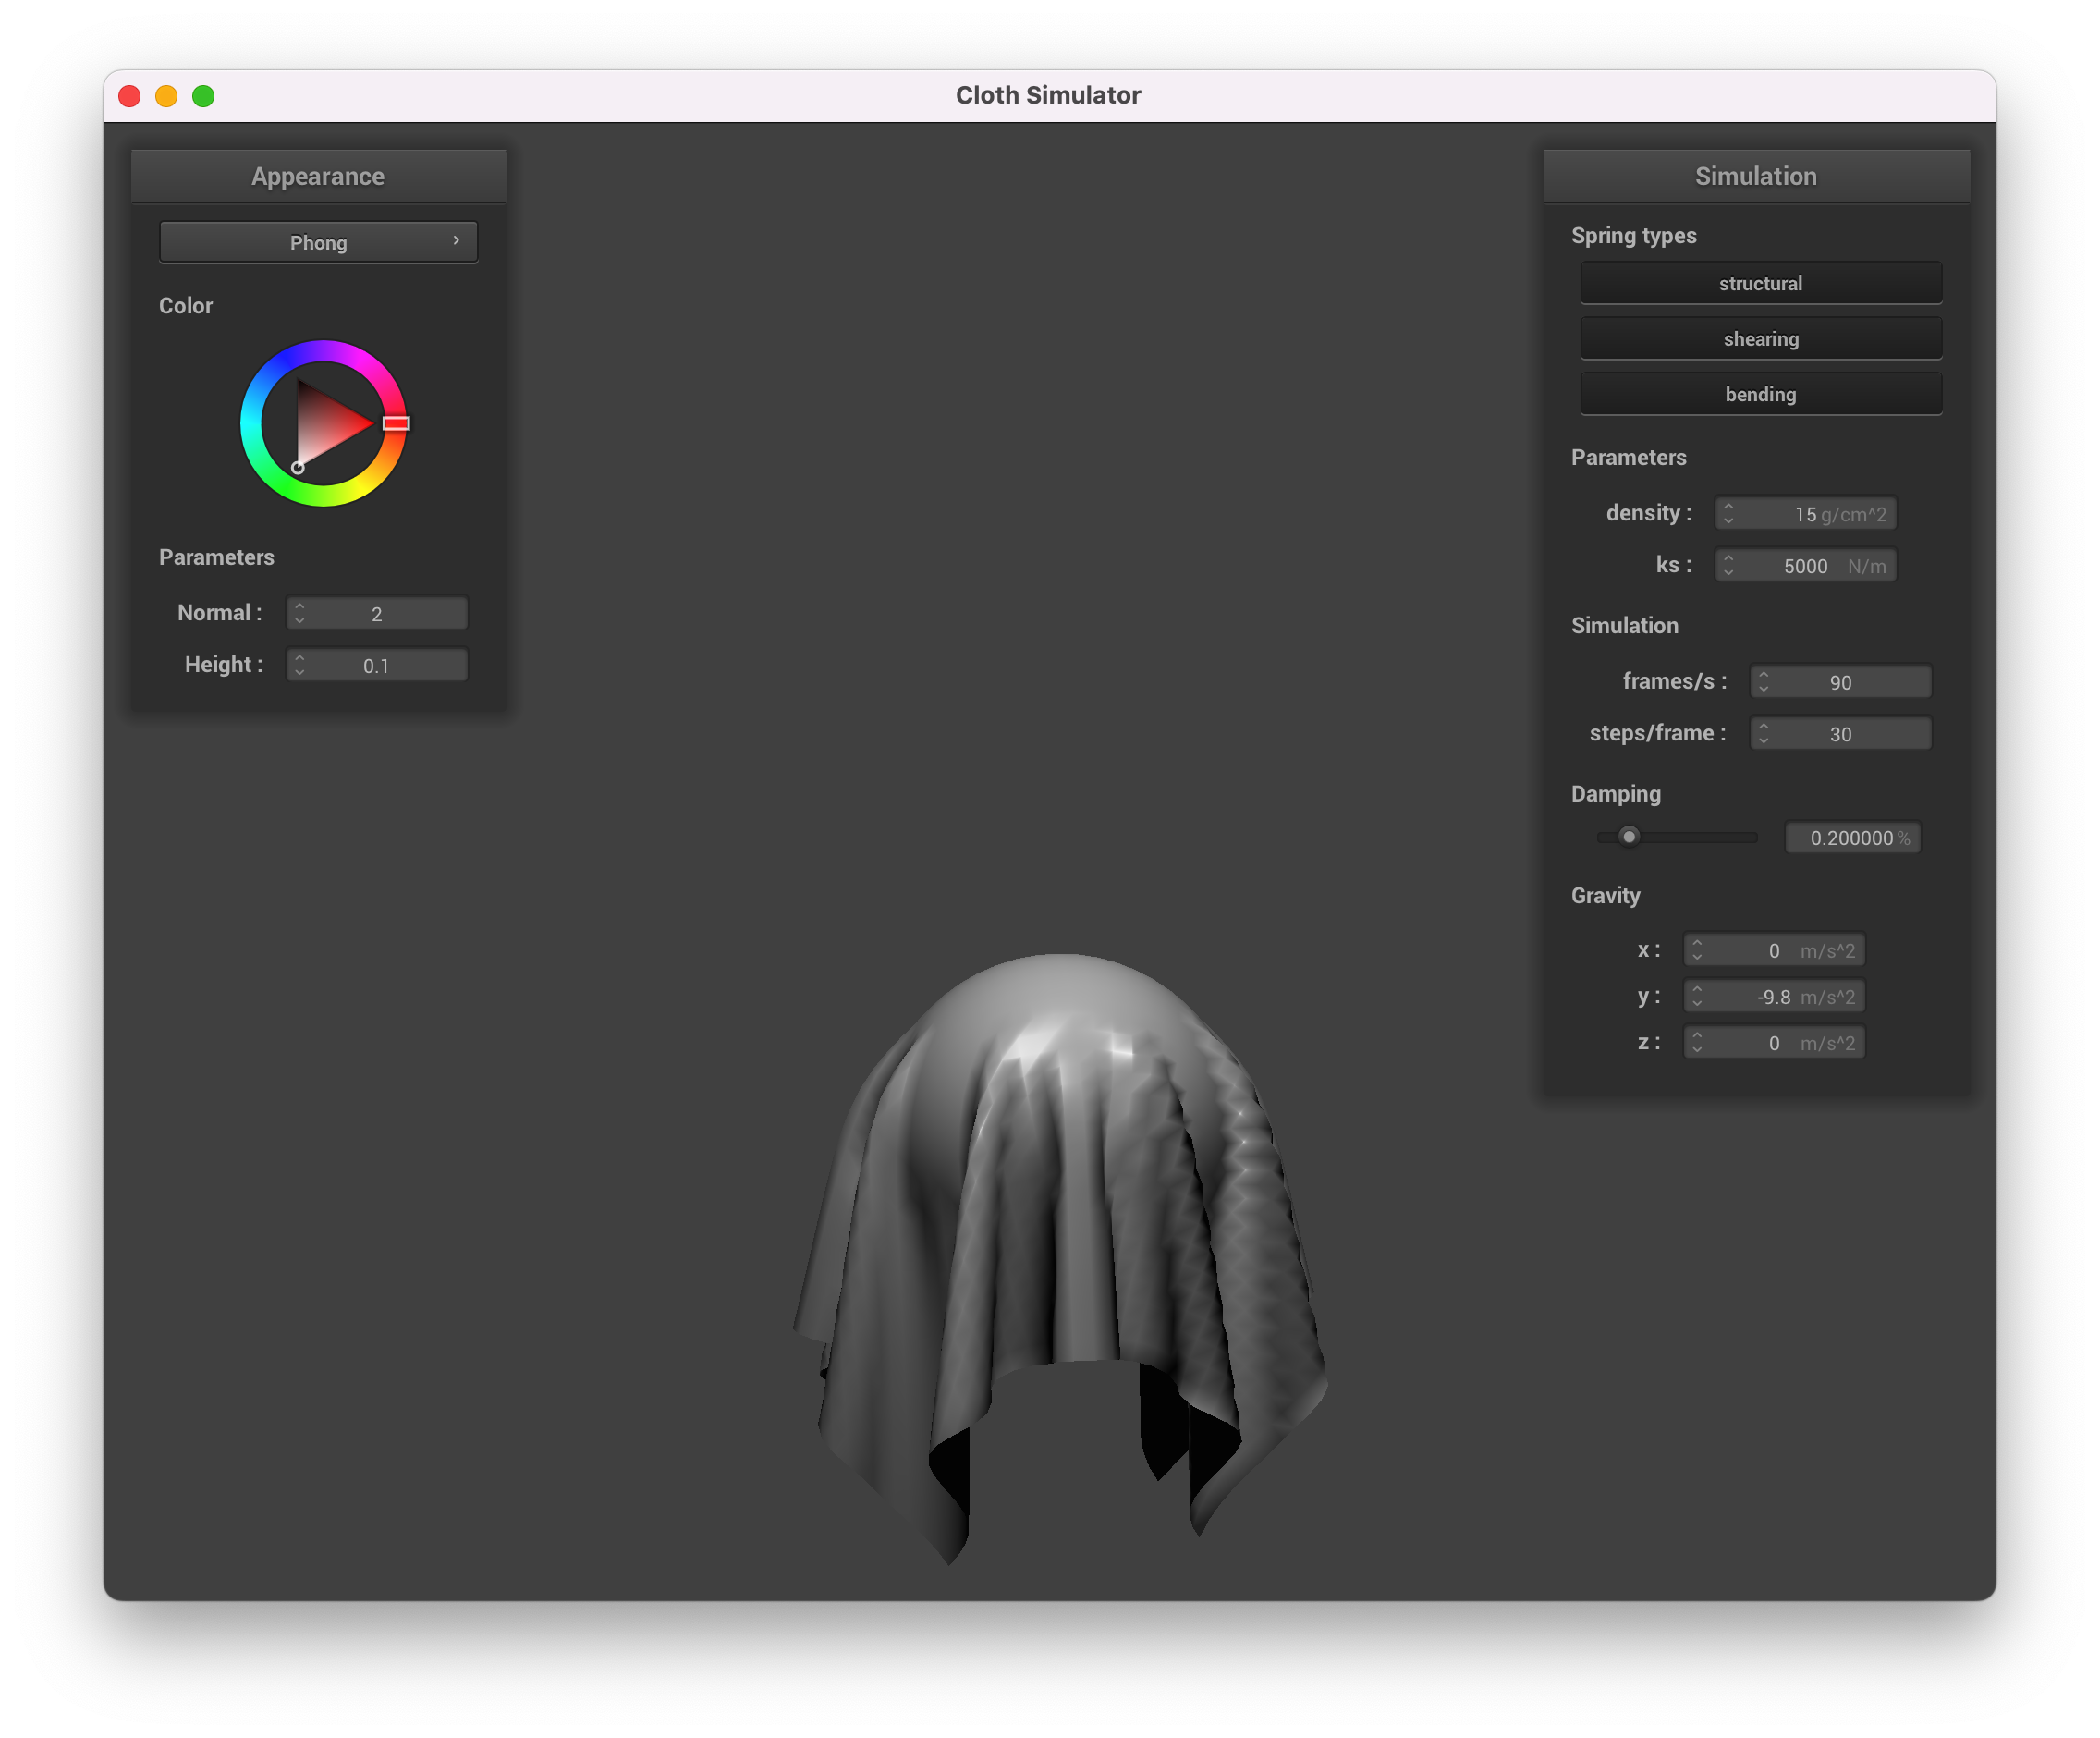 Cloth Simulator
Appearance
Phong
Color
Parameters
Normal : 2
Height : 0.1
Simulation
Spring types
structural
shearing
bending
Parameters
density : 15 g/cm^2
ks : 5000 N/m
Simulation
frames/s : 90
steps/frame : 30
Damping
0.200000 %
Gravity
x : 0 m/s^2
y : -9.8 m/s^2
z : 0 m/s^2